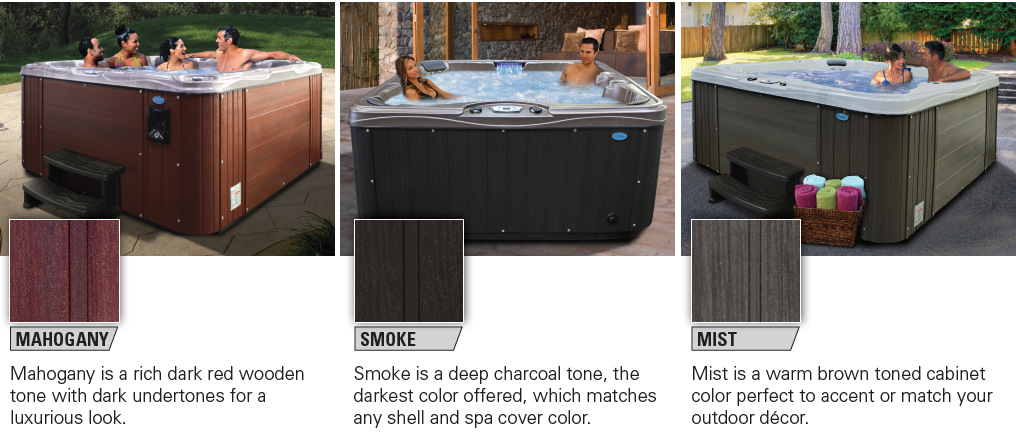 MAHOGANY
Mahogany is a rich dark red wooden
tone with dark undertones for a
luxurious look.
SMOKE
Smoke is a deep charcoal tone, the
darkest color offered, which matches
any shell and spa cover color.
MIST
Mist is a warm brown toned cabinet
color perfect to accent or match your
outdoor décor.